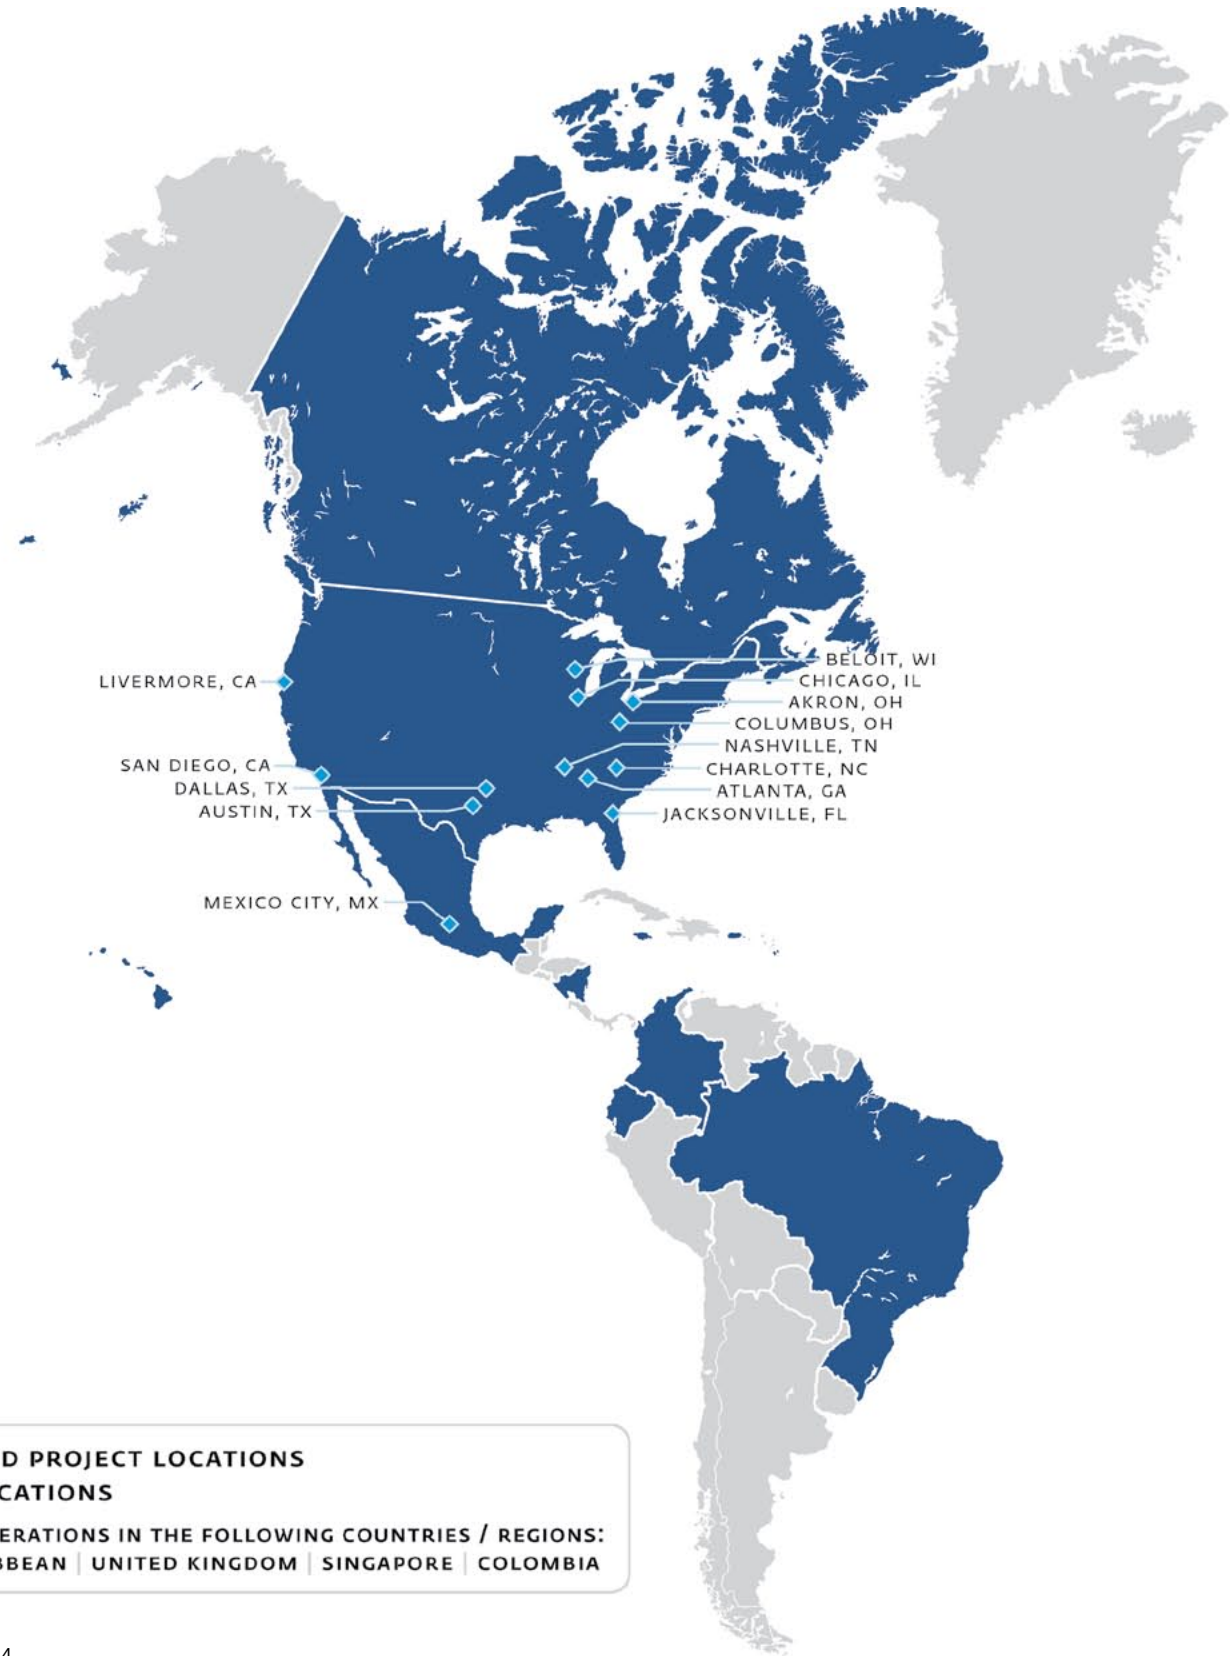 BELOIT, WI
LIVERMORE, CA
CHICAGO, IL
AKRON, OH
COLUMBUS, OH
NASHVILLE, TN
SAN DIEGO, CA
CHARLOTTE, NC
DALLAS, TX
ATLANTA, GA
AUSTIN, TX
JACKSONVILLE, FL
MEXICO CITY, MX
D PROJECT LOCATIONS
CATIONS
ERATIONS IN THE FOLLOWING COUNTRIES / REGIONS:
BBEAN | UNITED KINGDOM | SINGAPORE | COLOMBIA
4